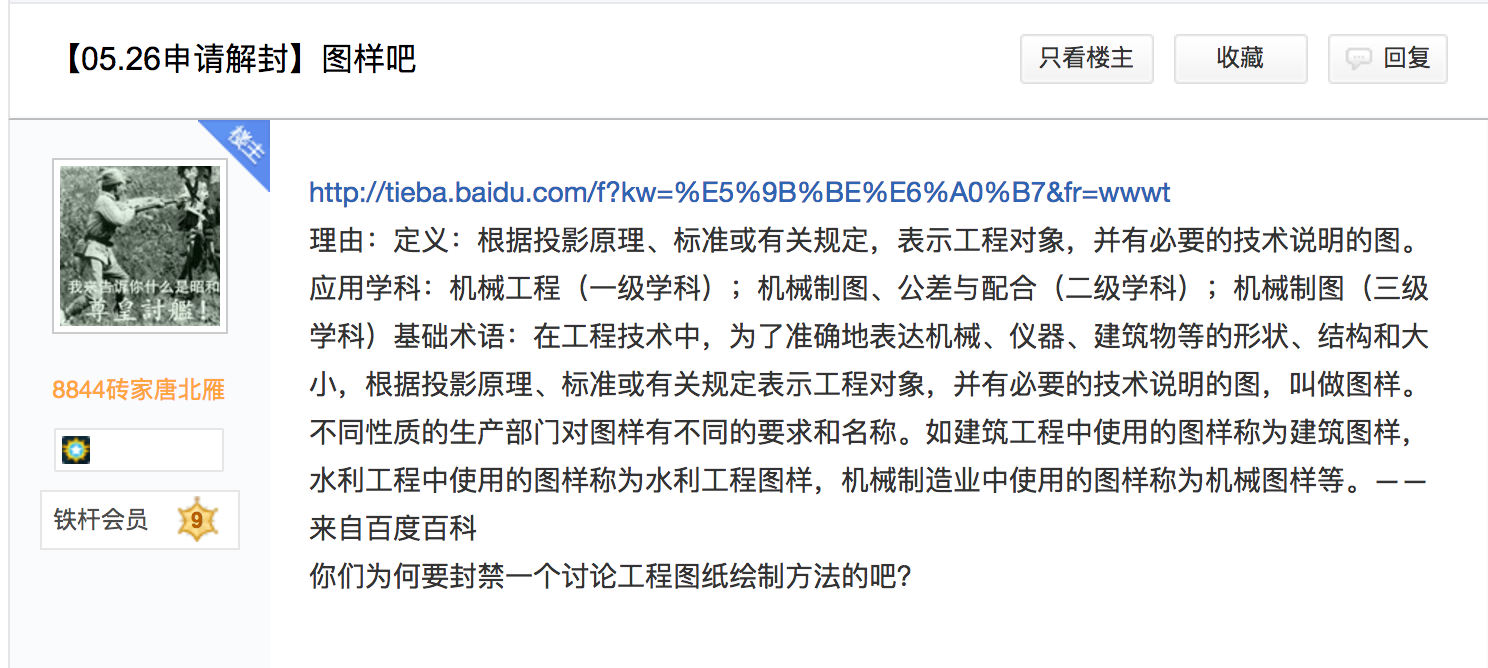 【05.26申请解封】图样吧
只看楼主
收藏
回复
楼主
我来告诉你什么是昭和
尊皇討艦！
http://tieba.baidu.com/f?kw=%E5%9B%BE%E6%A0%B7&fr=wwwt
理由：定义：根据投影原理、标准或有关规定，表示工程对象，并有必要的技术说明的图。
应用学科：机械工程（一级学科）；机械制图、公差与配合（二级学科）；机械制图（三级
学科）基础术语：在工程技术中，为了准确地表达机械、仪器、建筑物等的形状、结构和大
小，根据投影原理、标准或有关规定表示工程对象，并有必要的技术说明的图，叫做图样。
不同性质的生产部门对图样有不同的要求和名称。如建筑工程中使用的图样称为建筑图样，
水利工程中使用的图样称为水利工程图样，机械制造业中使用的图样称为机械图样等。——
来自百度百科
你们为何要封禁一个讨论工程图纸绘制方法的吧？
8844砖家唐北雁
铁杆会员 9